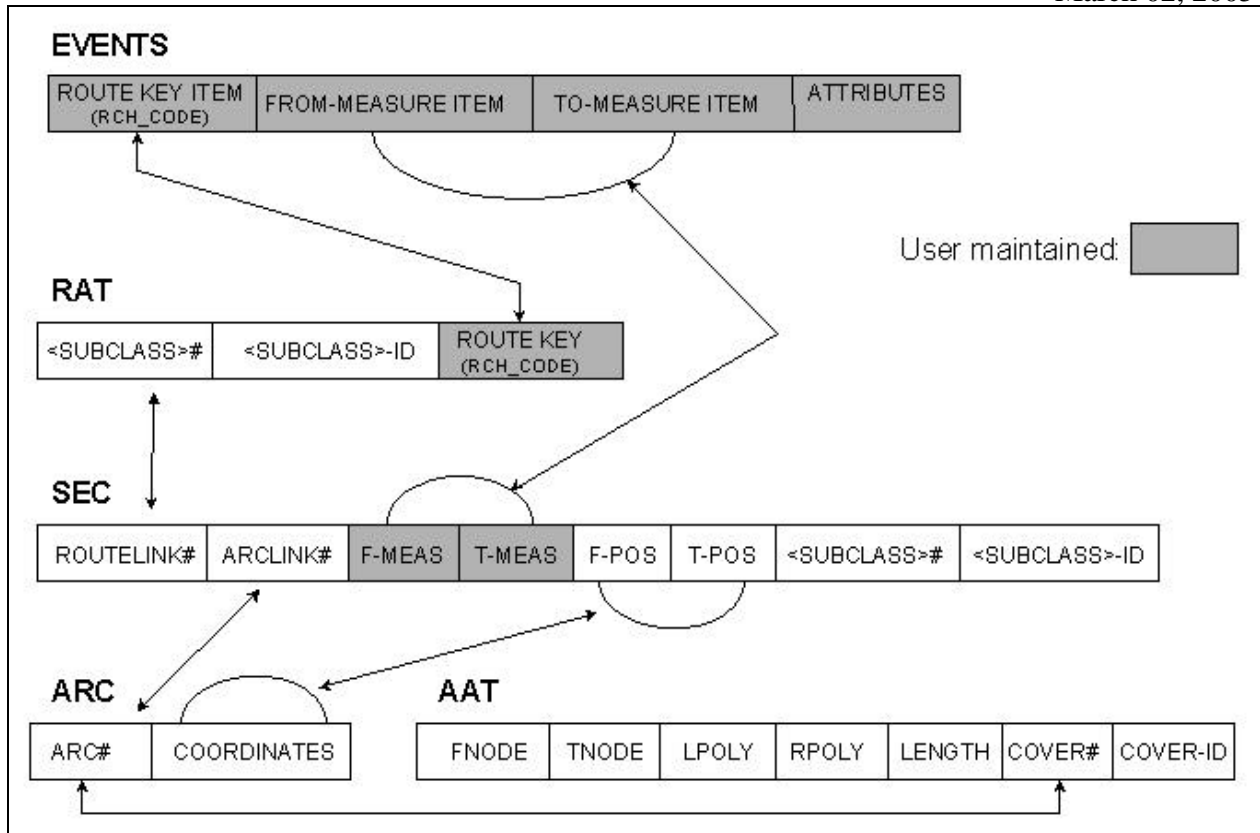 EVENTS
ROUTE KEY ITEM
(RCH_CODE)
FROM-MEASURE ITEM
TO-MEASURE ITEM
ATTRIBUTES
User maintained:
RAT
<SUBCLASS>#
<SUBCLASS>-ID
ROUTE KEY
(RCH_CODE)
SEC
ROUTELINK#
ARCLINK#
F-MEAS
T-MEAS
F-POS
T-POS
<SUBCLASS>#
<SUBCLASS>-ID
ARC
ARC#
COORDINATES
AAT
FNODE
TNODE
LPOLY
RPOLY
LENGTH
COVER#
COVER-ID